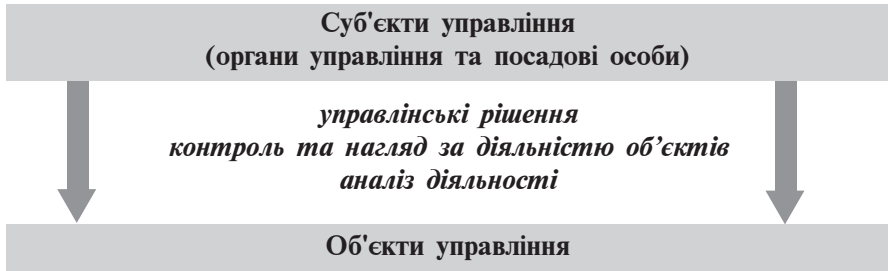 Суб'єкти управління
(органи управління та посадові особи)
управлінські рішення
контроль та нагляд за діяльністю об’єктів
аналіз діяльності
Об'єкти управління